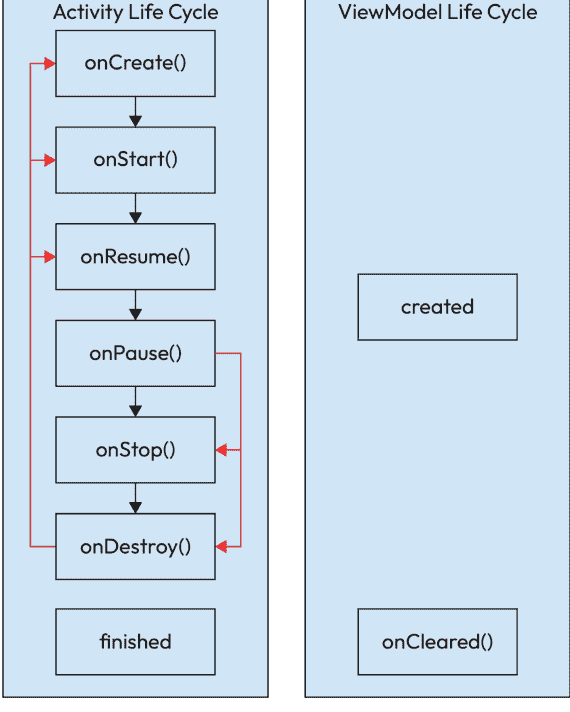 Activity Life Cycle
onCreate()
onStart()
onResume()
onPause()
onStop()
onDestroy()
finished
ViewModel Life Cycle
created
onCleared()